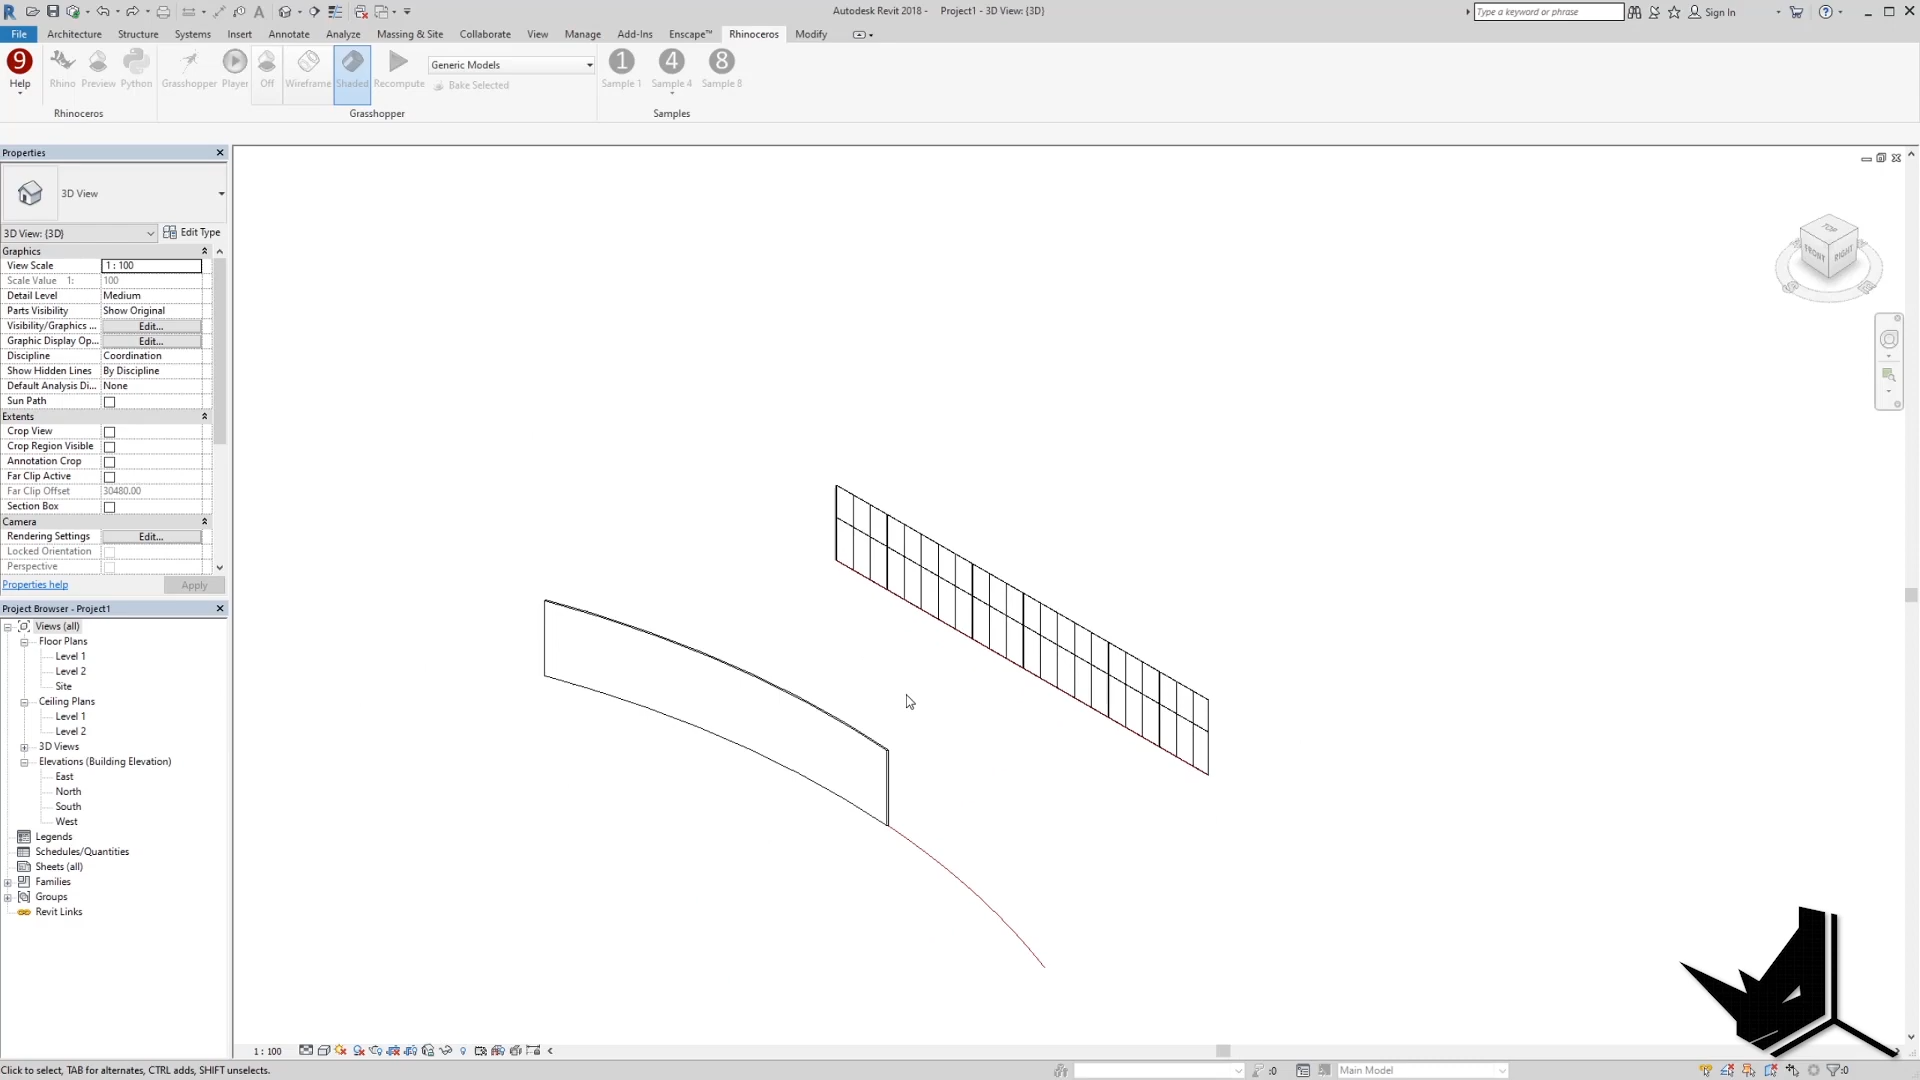 Autodesk Revit 2018 - Project1 - 3D View: {3D}
Type a keyword or phrase
Sign In
File Architecture Structure Systems Insert Annotate Analyze Massing & Site Collaborate View Manage Add-Ins Enscape™ Rhinoceros Modify
9 1 4 8
Generic Models
Help Rhino Preview Python Grasshopper Player Off Wireframe Shaded Recompute Bake Selected Sample 1 Sample 4 Sample 8
Rhinoceros Grasshopper Samples
Properties
3D View
3D View: {3D} Edit Type
Graphics
View Scale 1 : 100
Scale Value 1: 100
Detail Level Medium
Parts Visibility Show Original
Visibility/Graphics ... Edit...
Graphic Display Op... Edit...
Discipline Coordination
Show Hidden Lines By Discipline
Default Analysis Di... None
Sun Path
Extents
Crop View
Crop Region Visible
Annotation Crop
Far Clip Active
Far Clip Offset 30480.00
Section Box
Camera
Rendering Settings Edit...
Locked Orientation
Perspective
Properties help Apply
Project Browser - Project1
Views (all)
Floor Plans
Level 1
Level 2
Site
Ceiling Plans
Level 1
Level 2
3D Views
Elevations (Building Elevation)
East
North
South
West
Legends
Schedules/Quantities
Sheets (all)
Families
Groups
Revit Links
TOP
FRONT RIGHT
1 : 100
Click to select, TAB for alternates, CTRL adds, SHIFT unselects.
:0
Main Model
:0